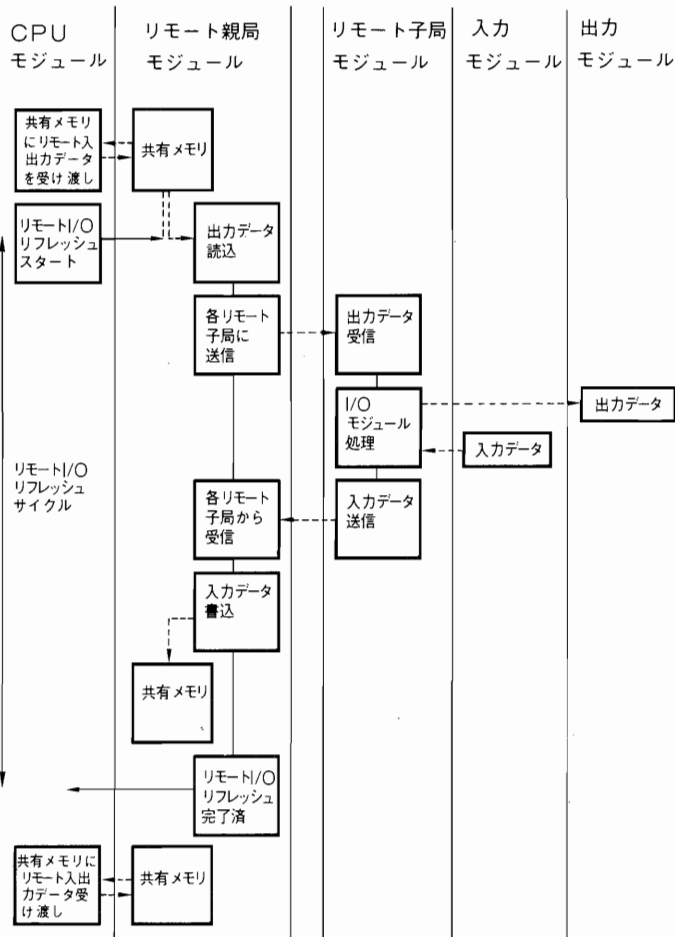 CPU
モジュール
リモート親局
モジュール
リモート子局
モジュール
入力
モジュール
出力
モジュール
共有メモリ
にリモート入
出力データ
を受け渡し
共有メモリ
リモートI/O
リフレッシュ
スタート
出力データ
読込
各リモート
子局に
送信
出力データ
受信
I/O
モジュール
処理
出力データ
入力データ
リモートI/O
リフレッシュ
サイクル
各リモート
子局から
受信
入力データ
送信
入力データ
書込
共有メモリ
リモートI/O
リフレッシュ
完了済
共有メモリに
リモート入出
力データ受
け渡し
共有メモリ